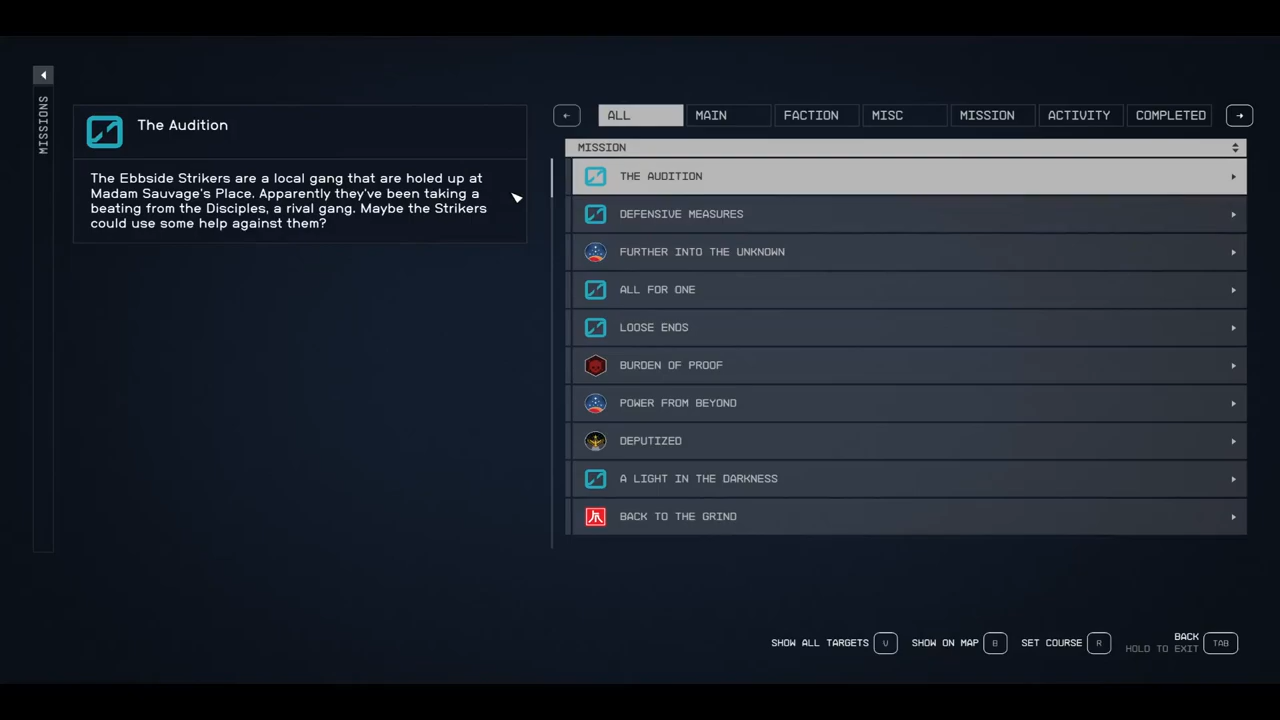 MISSIONS
The Audition
The Ebbside Strikers are a local gang that are holed up at
Madam Sauvage's Place. Apparently they've been taking a
beating from the Disciples, a rival gang. Maybe the Strikers
could use some help against them?
ALL MAIN FACTION MISC MISSION ACTIVITY COMPLETED
MISSION
THE AUDITION
DEFENSIVE MEASURES
FURTHER INTO THE UNKNOWN
ALL FOR ONE
LOOSE ENDS
BURDEN OF PROOF
POWER FROM BEYOND
DEPUTIZED
A LIGHT IN THE DARKNESS
BACK TO THE GRIND
SHOW ALL TARGETS V SHOW ON MAP B SET COURSE R BACK TAB
HOLD TO EXIT